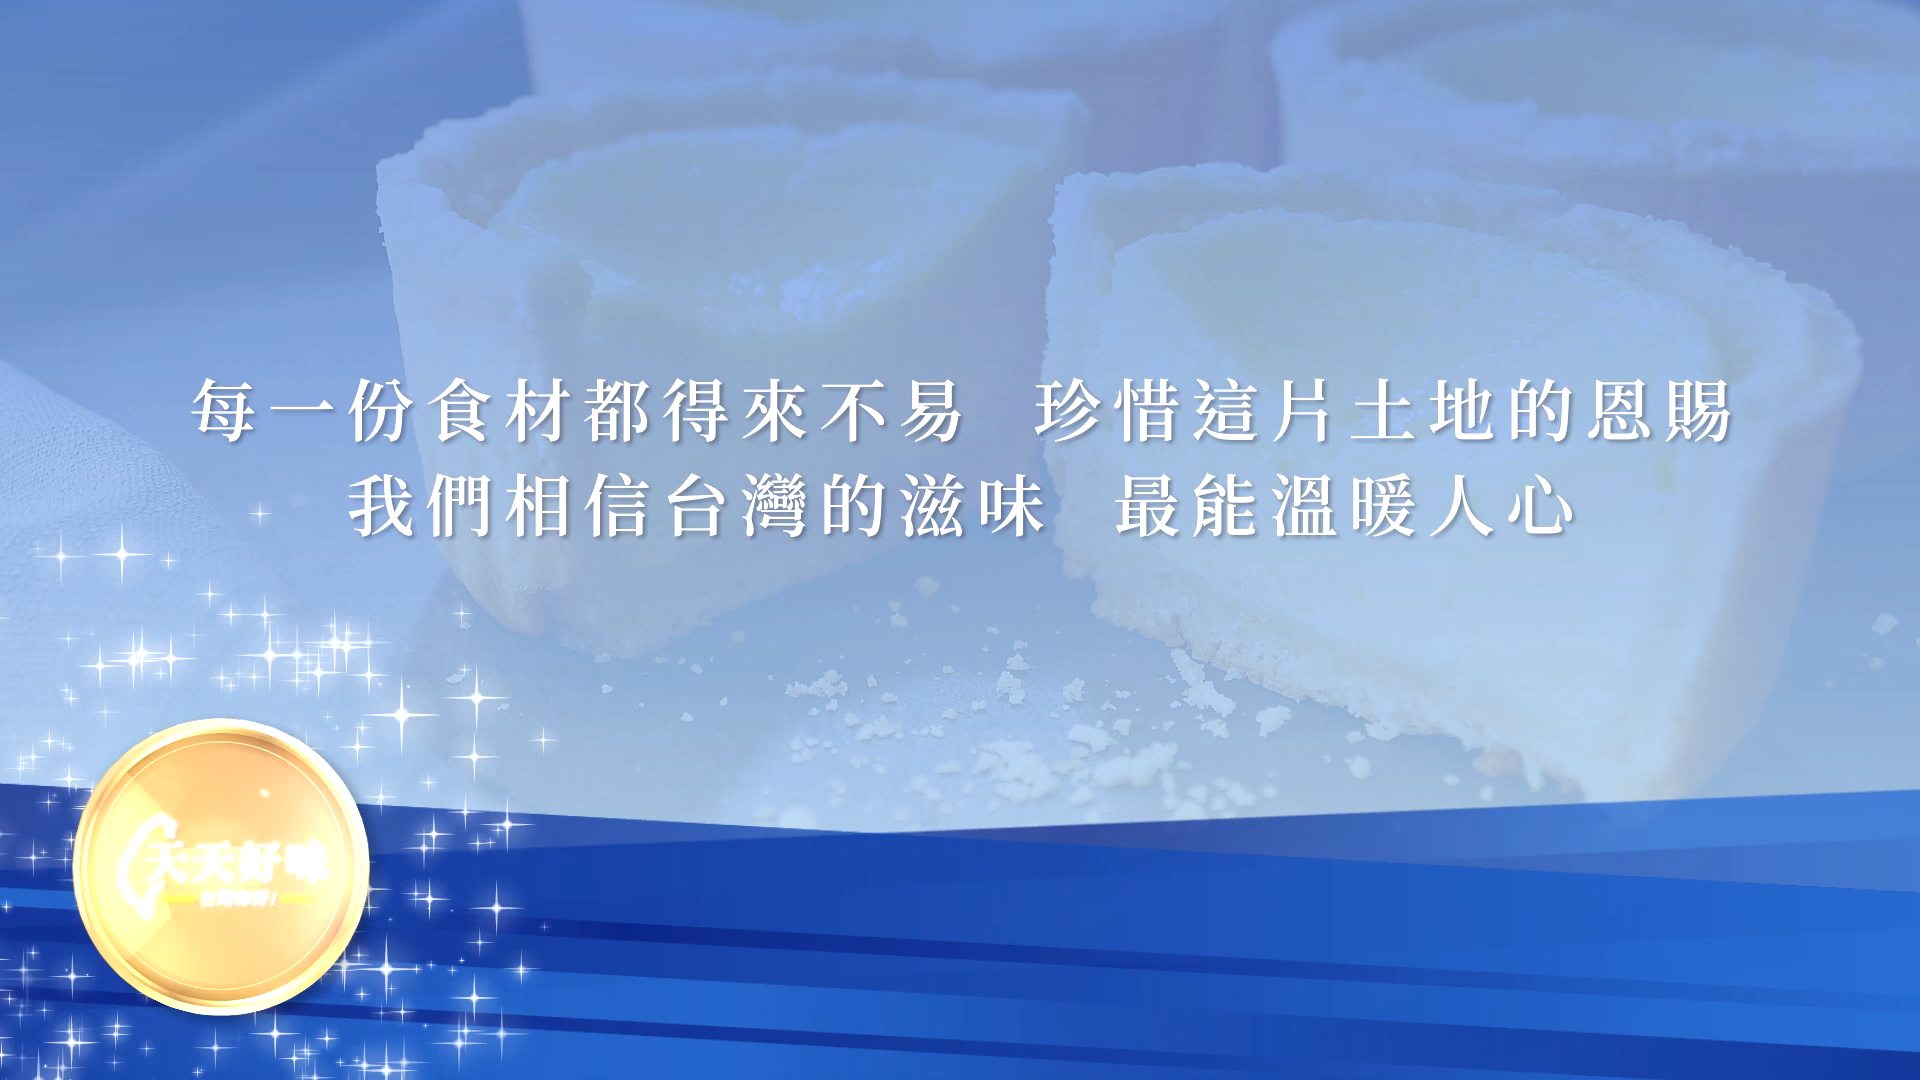 每一份食材都得來不易　珍惜這片土地的恩賜
我們相信台灣的滋味　最能溫暖人心
天天好味